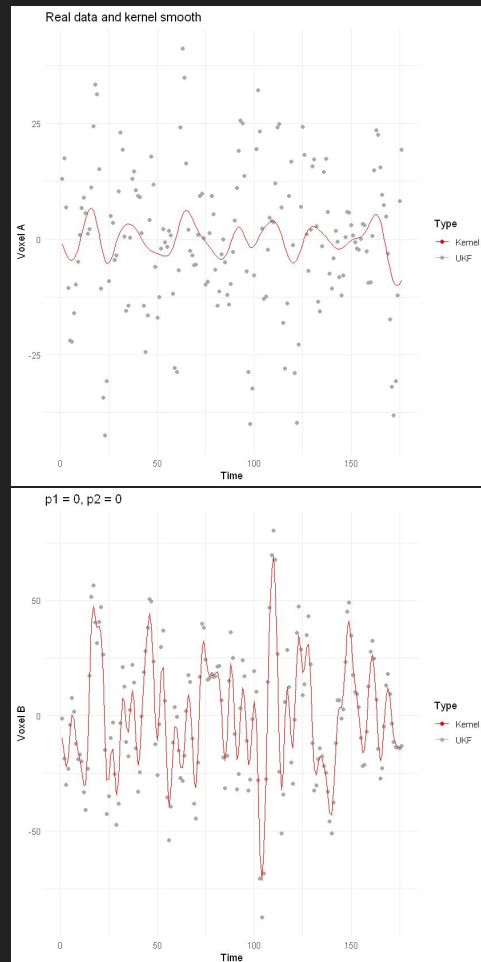 Real data and kernel smooth
25
0
-25
Voxel A
0
50
100
150
Time
Type
Kernel
UKF
p1 = 0, p2 = 0
50
0
-50
Voxel B
0
50
100
150
Time
Type
Kernel
UKF